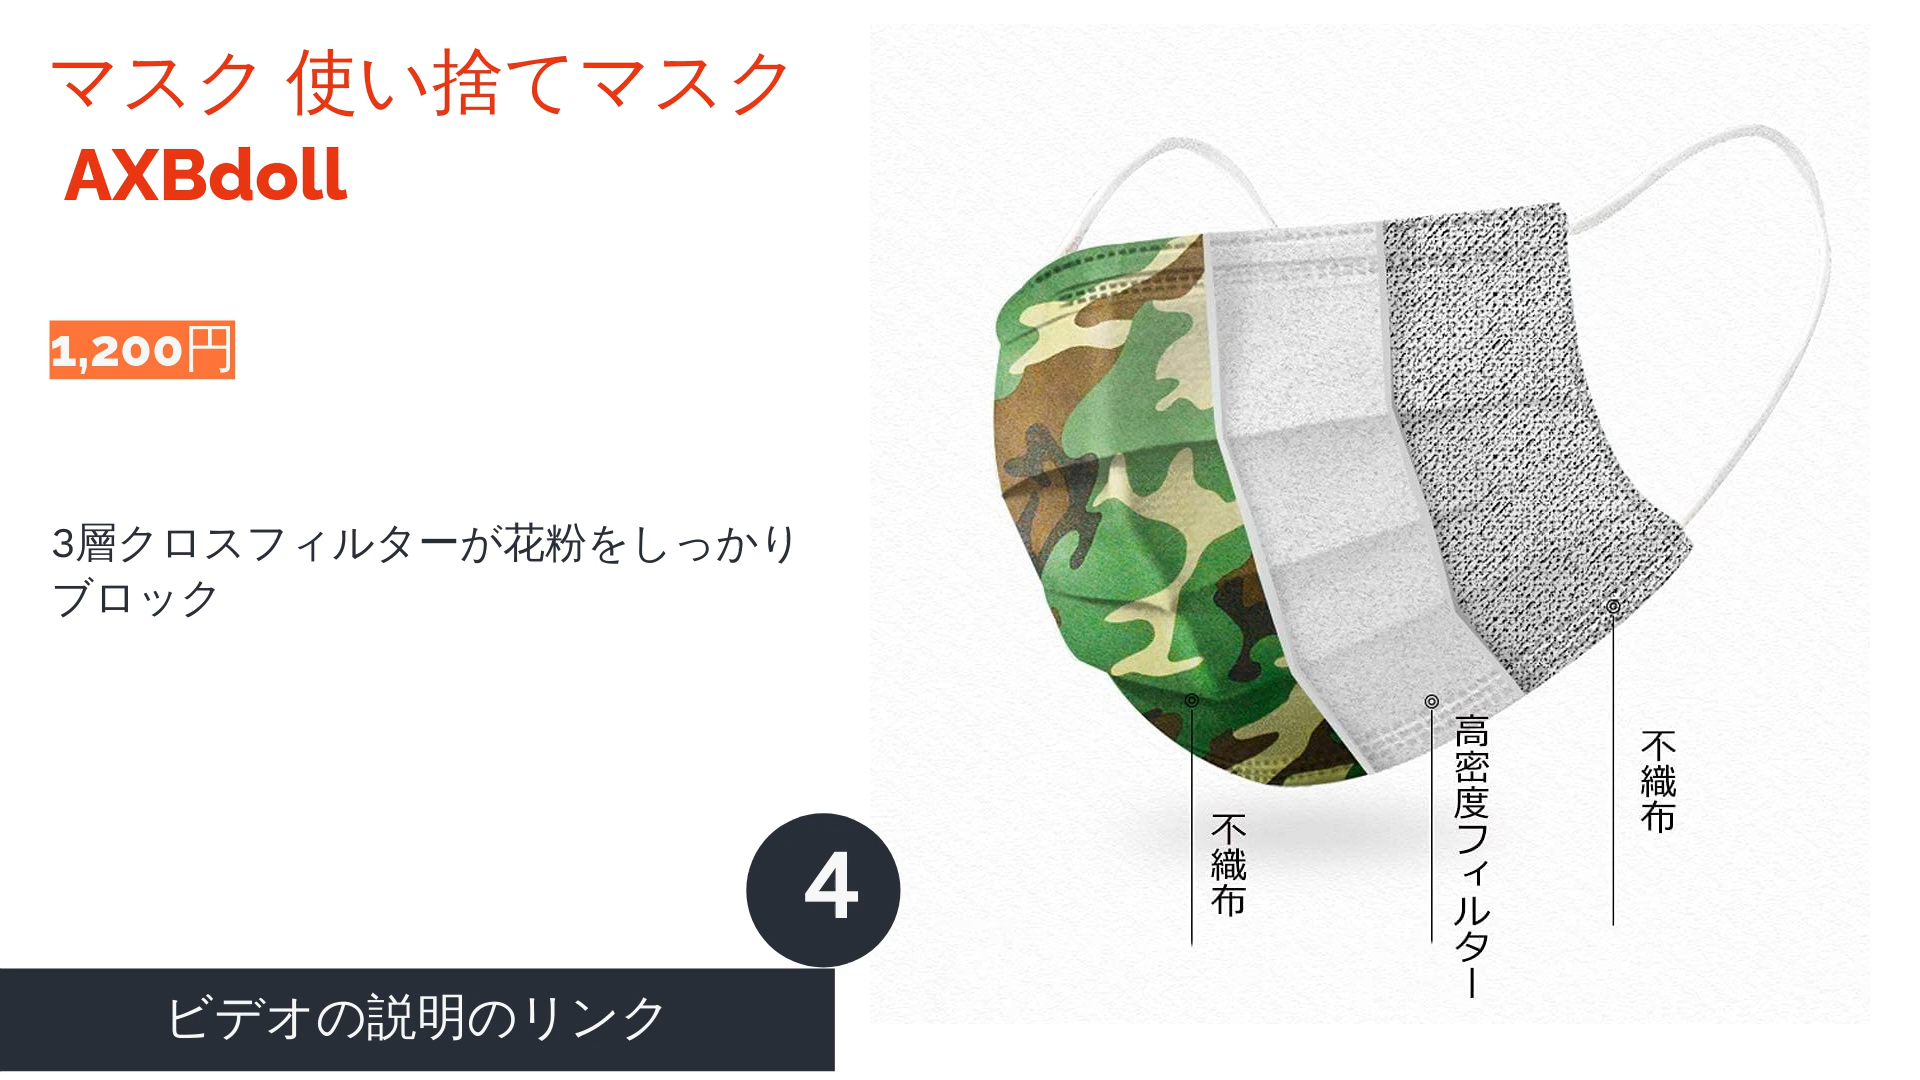 マスク 使い捨てマスク
AXBdoll
1,200円
3層クロスフィルターが花粉をしっかり
ブロック
4
ビデオの説明のリンク
不織布
高密度フィルター
不織布